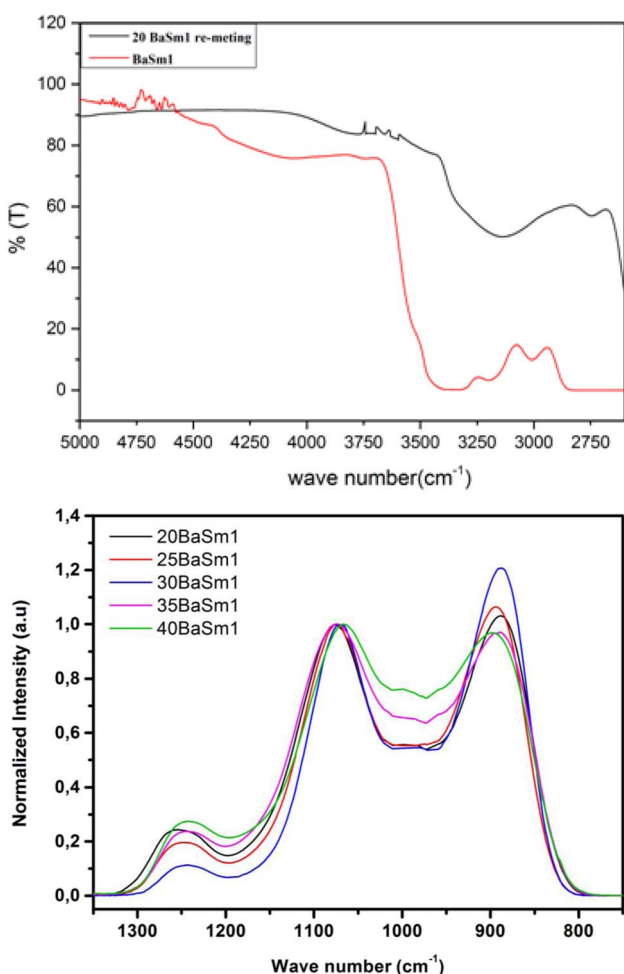 120
100
80
60
40
20
0
% (T)
20 BaSm1 re-meting
BaSm1
5000 4750 4500 4250 4000 3750 3500 3250 3000 2750
wave number(cm⁻¹)
1,4
1,2
1,0
0,8
0,6
0,4
0,2
0,0
Normalized Intensity (a.u)
20BaSm1
25BaSm1
30BaSm1
35BaSm1
40BaSm1
1300 1200 1100 1000 900 800
Wave number (cm⁻¹)